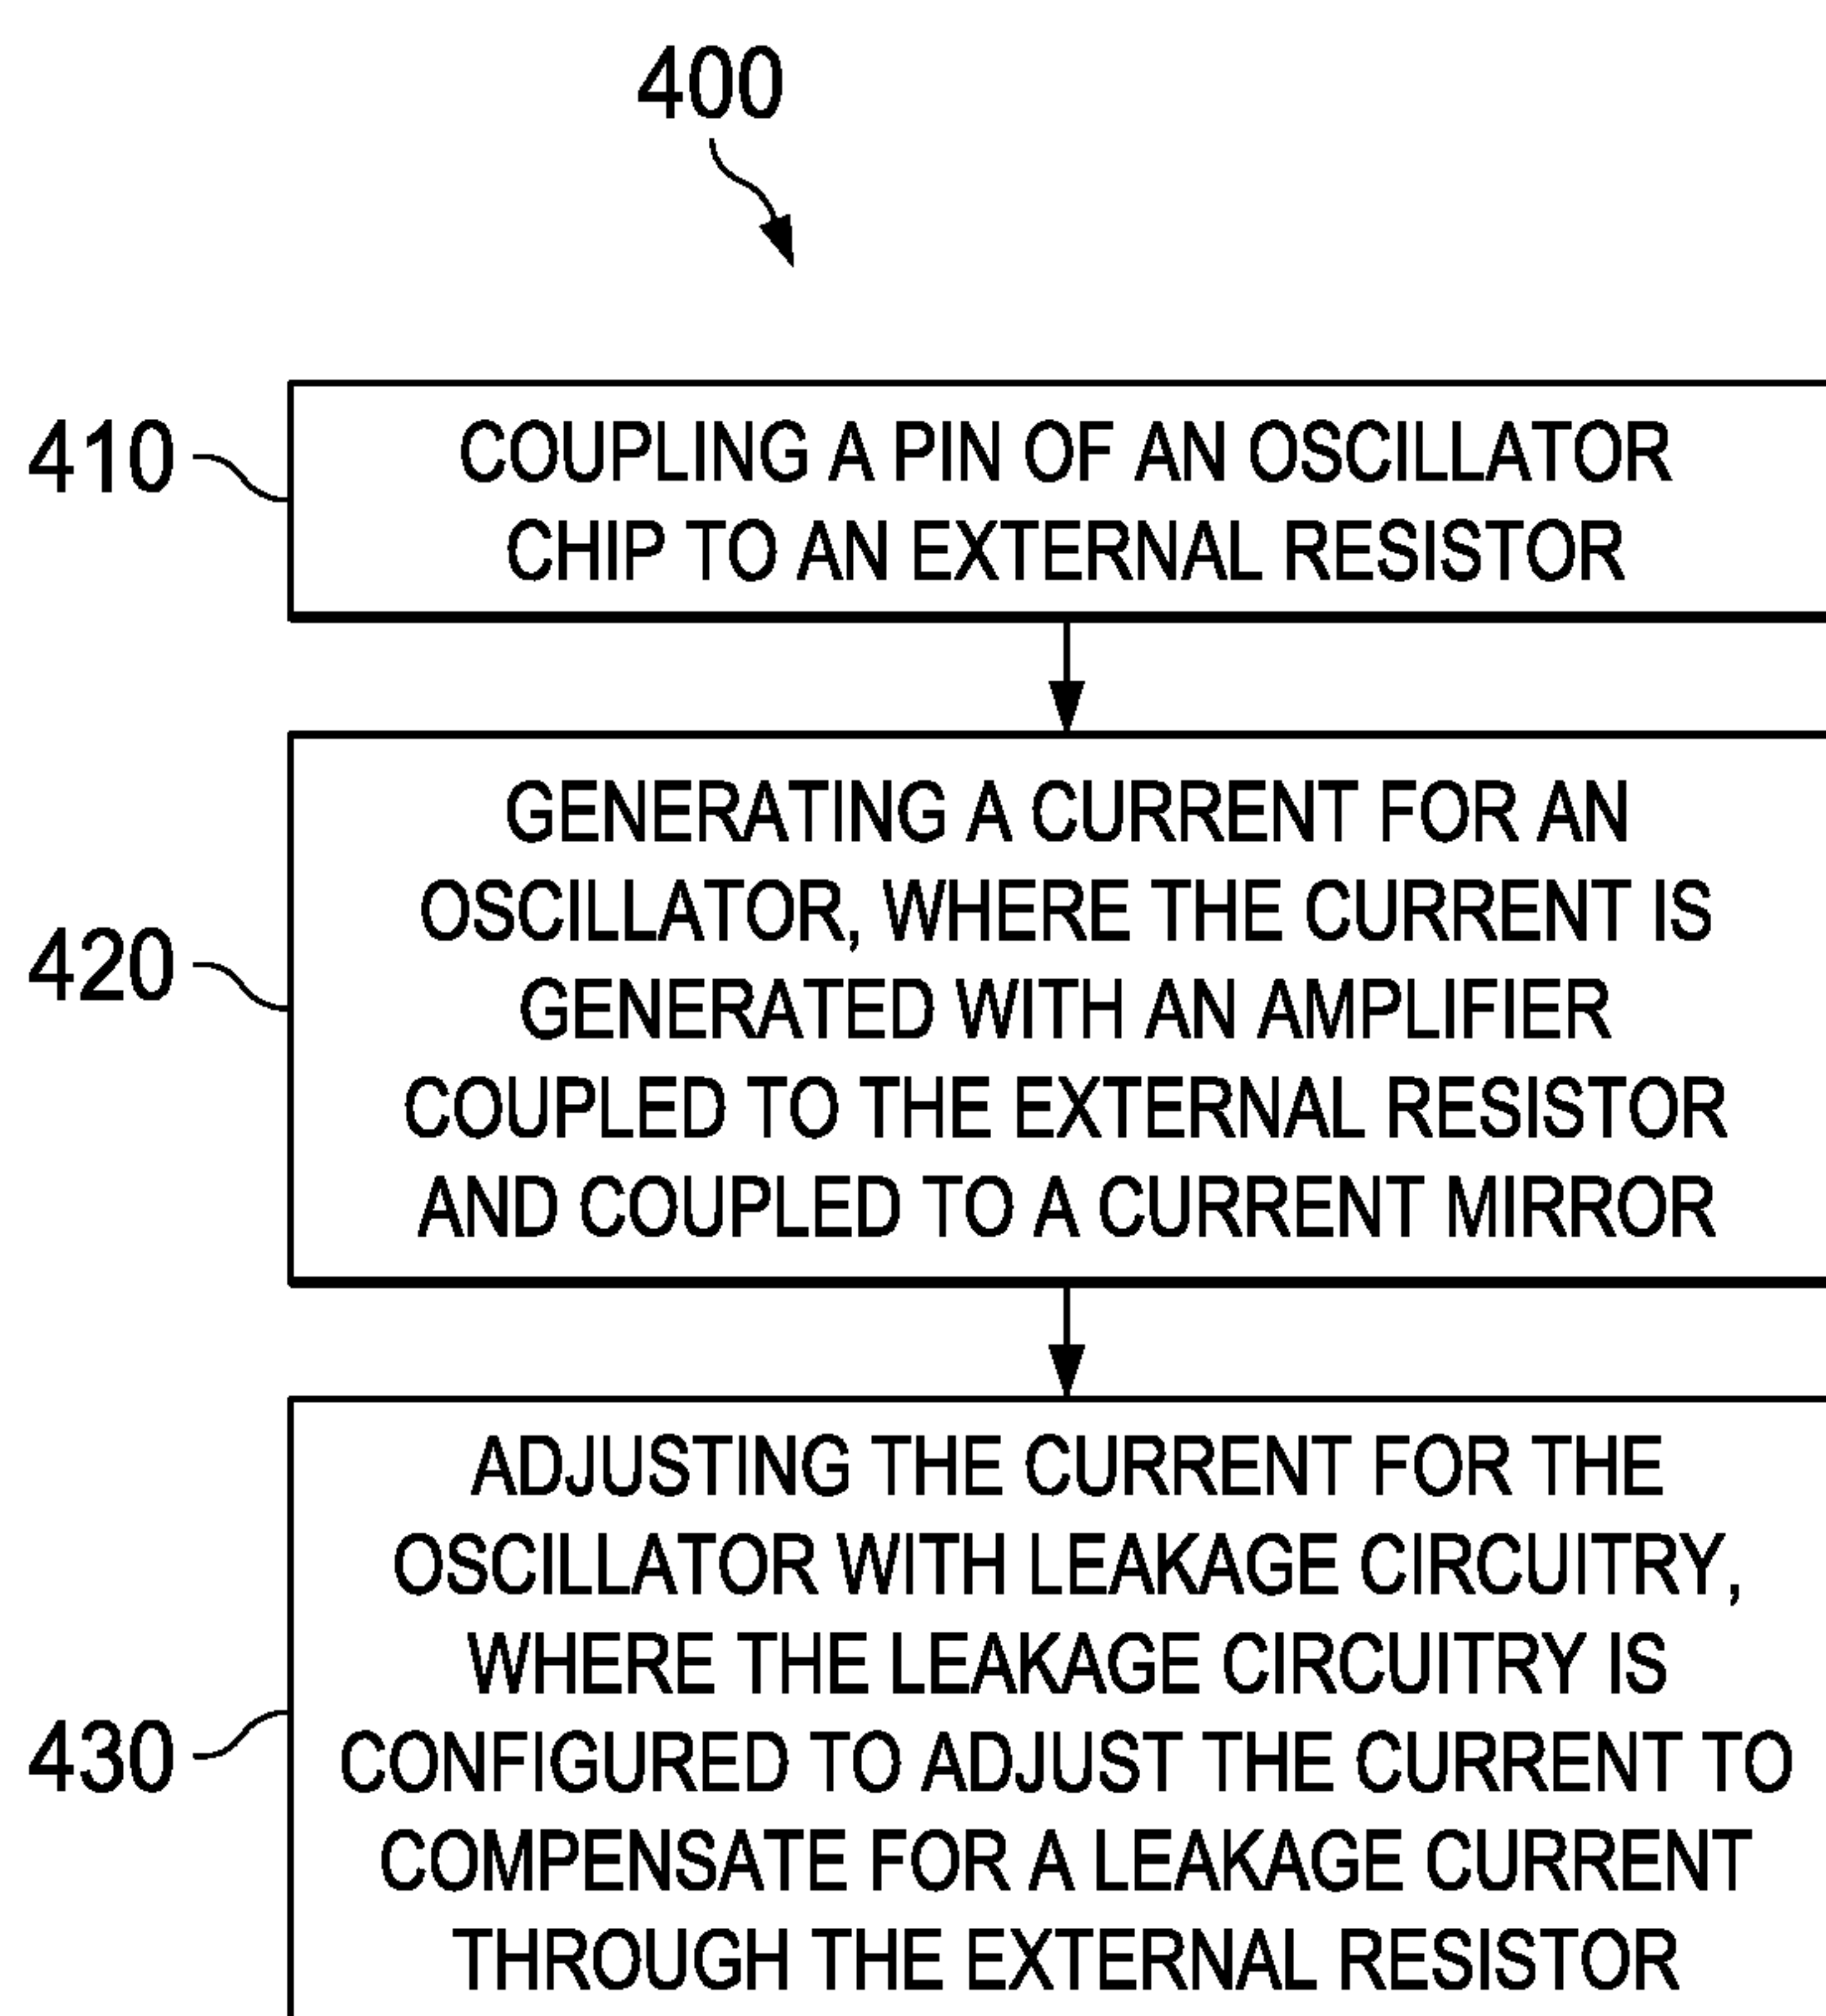 400
410
COUPLING A PIN OF AN OSCILLATOR
CHIP TO AN EXTERNAL RESISTOR
420
GENERATING A CURRENT FOR AN
OSCILLATOR, WHERE THE CURRENT IS
GENERATED WITH AN AMPLIFIER
COUPLED TO THE EXTERNAL RESISTOR
AND COUPLED TO A CURRENT MIRROR
430
ADJUSTING THE CURRENT FOR THE
OSCILLATOR WITH LEAKAGE CIRCUITRY,
WHERE THE LEAKAGE CIRCUITRY IS
CONFIGURED TO ADJUST THE CURRENT TO
COMPENSATE FOR A LEAKAGE CURRENT
THROUGH THE EXTERNAL RESISTOR